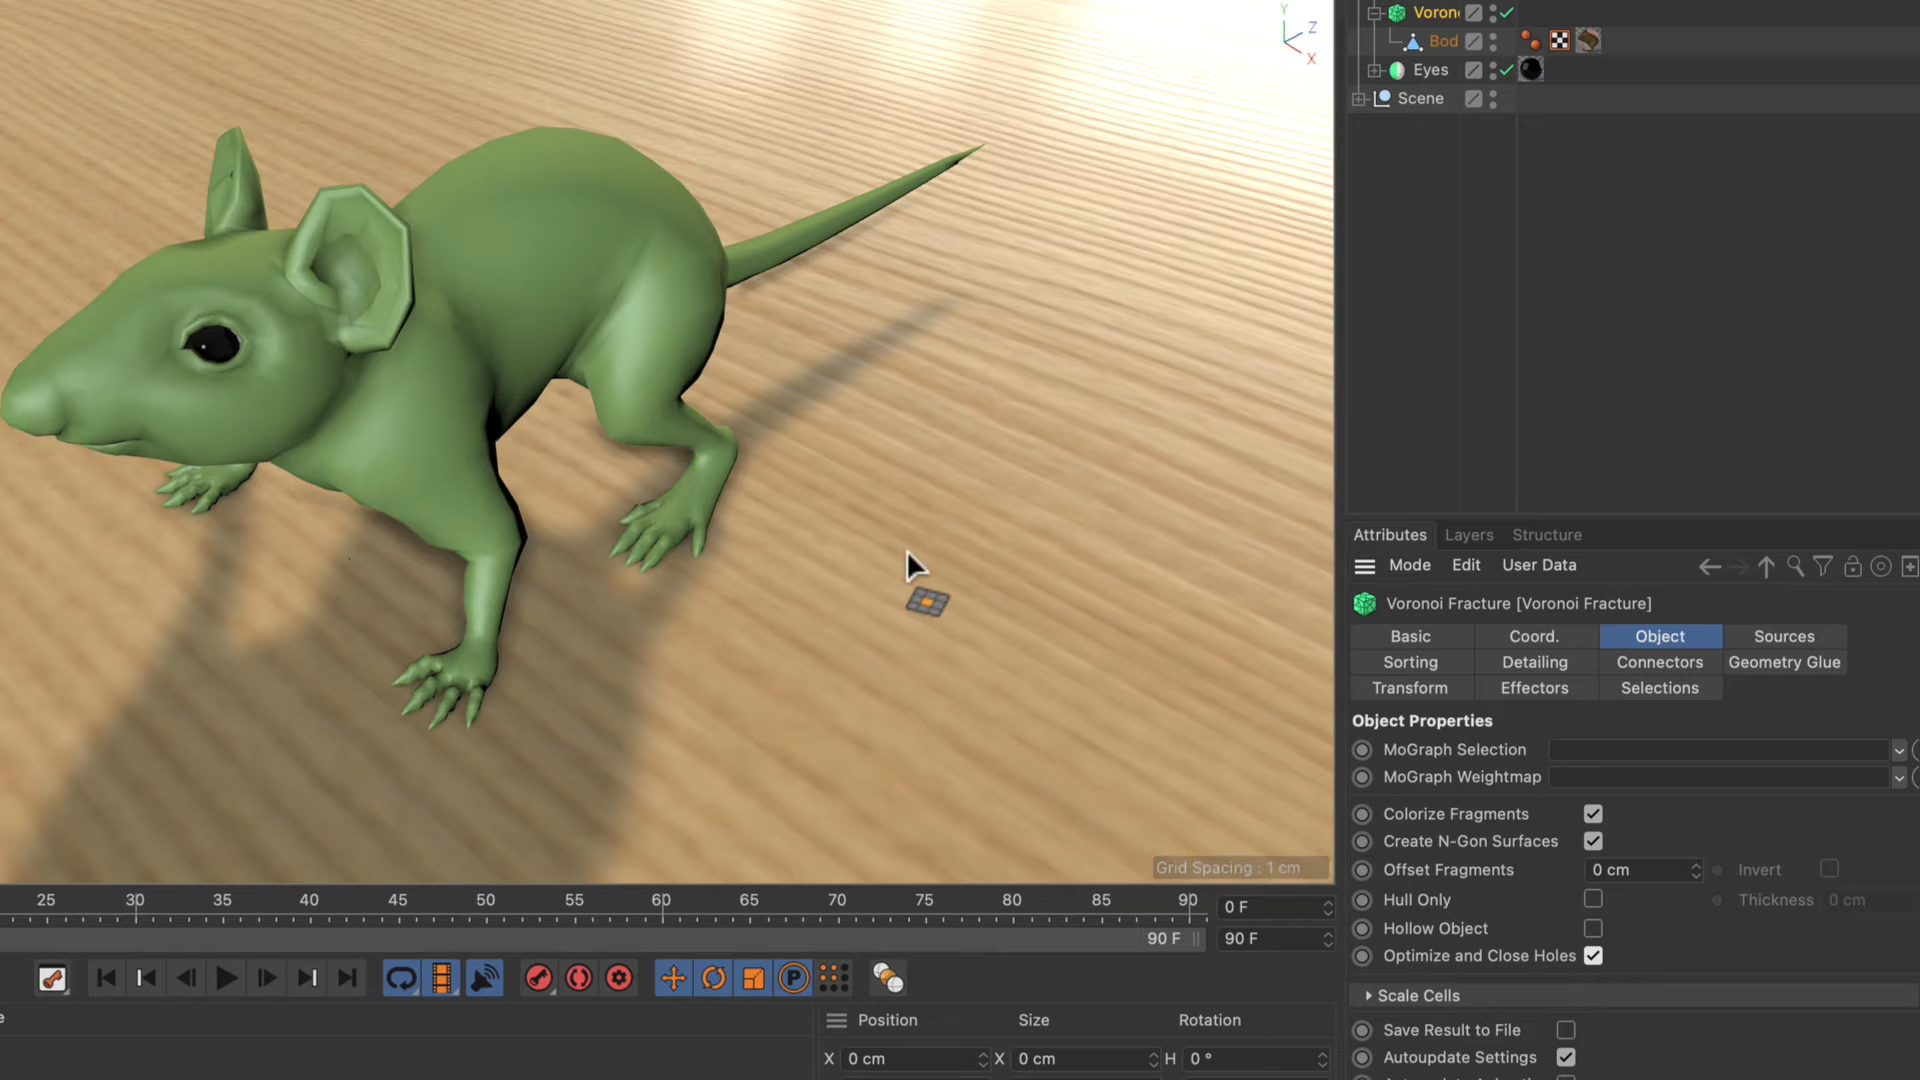 Y
Z
X
Voron
Bod
Eyes
Scene
Attributes Layers Structure
Mode Edit User Data
Voronoi Fracture [Voronoi Fracture]
Basic Coord. Object Sources
Sorting Detailing Connectors Geometry Glue
Transform Effectors Selections
Object Properties
MoGraph Selection
MoGraph Weightmap
Colorize Fragments
Create N-Gon Surfaces
Offset Fragments 0 cm Invert
Hull Only Thickness 0 cm
Hollow Object
Optimize and Close Holes
Scale Cells
Save Result to File
Autoupdate Settings
Grid Spacing : 1 cm
25 30 35 40 45 50 55 60 65 70 75 80 85 90 0 F
90 F 90 F
P
e
Position Size Rotation
X 0 cm X 0 cm H 0 °